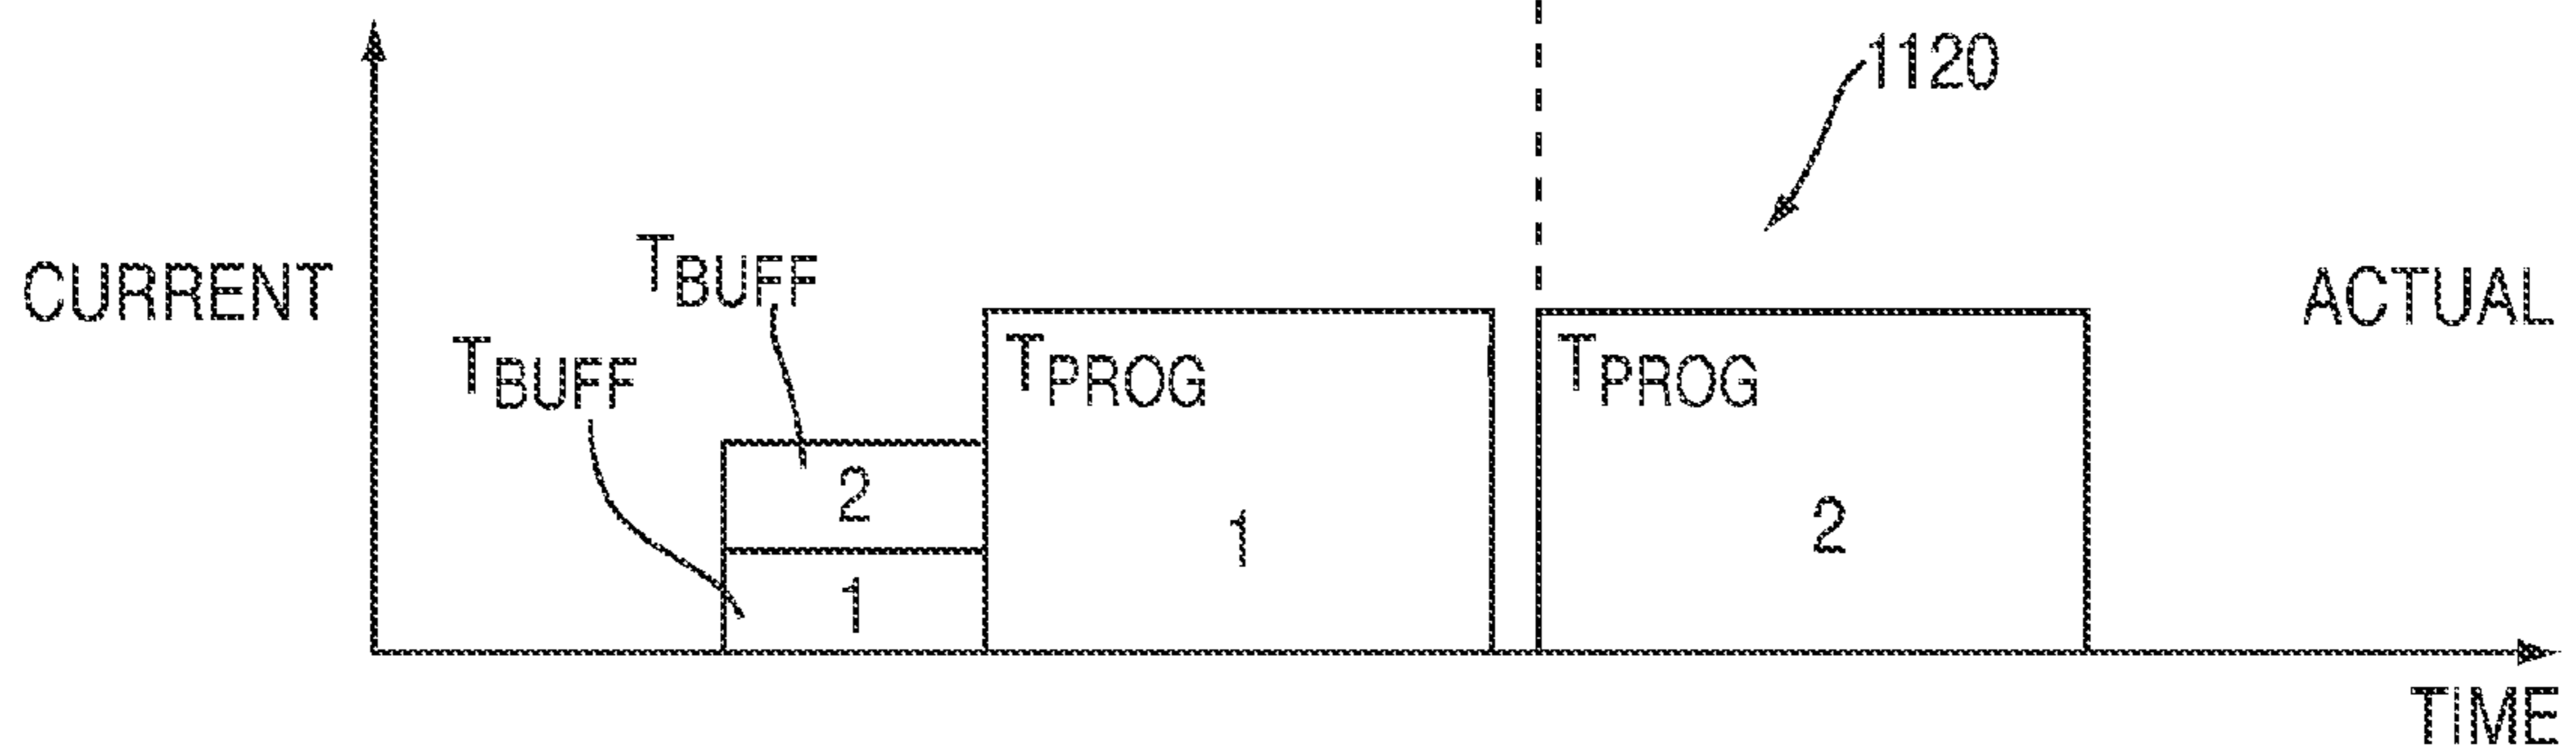 1120
CURRENT
TBUFF
ACTUAL
TBUFF
TPROG
TPROG
2
1
2
1
TIME